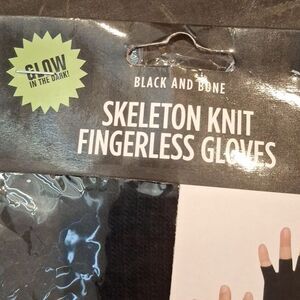 GLOW
IN THE DARK!
BLACK AND BONE
SKELETON KNIT
FINGERLESS GLOVES